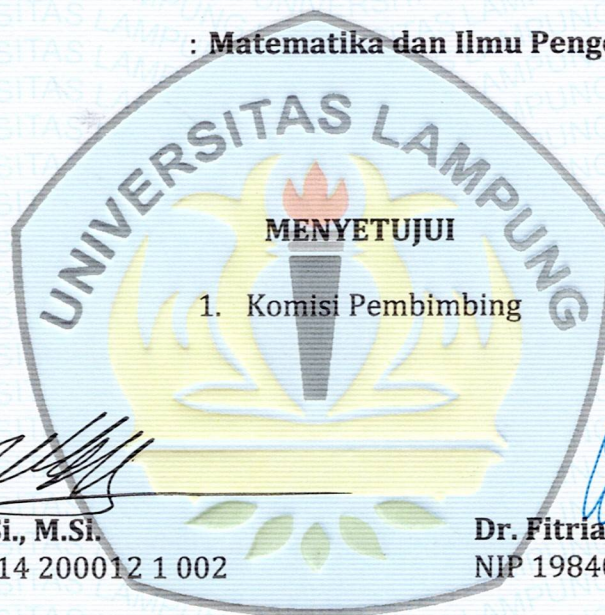 : Matematika dan Ilmu Penge
UNIVERSITAS LAMPUNG
MENYETUJUI
1. Komisi Pembimbing
Si., M.Si.
14 200012 1 002
Dr. Fitria
NIP 1984